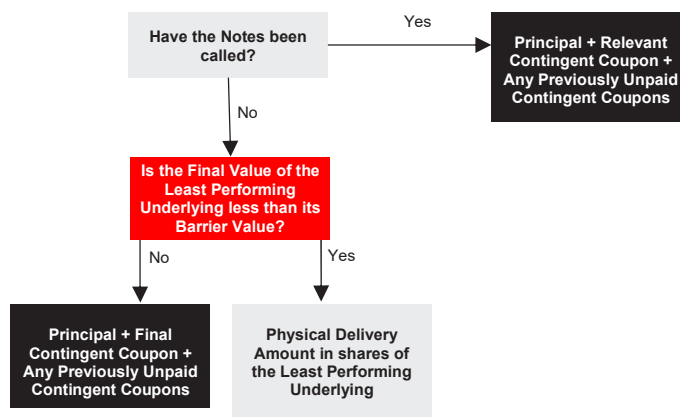 Have the Notes been
called?
Yes
Principal + Relevant
Contingent Coupon +
Any Previously Unpaid
Contingent Coupons
No
Is the Final Value of the
Least Performing
Underlying less than its
Barrier Value?
No
Yes
Principal + Final
Contingent Coupon +
Any Previously Unpaid
Contingent Coupons
Physical Delivery
Amount in shares of
the Least Performing
Underlying